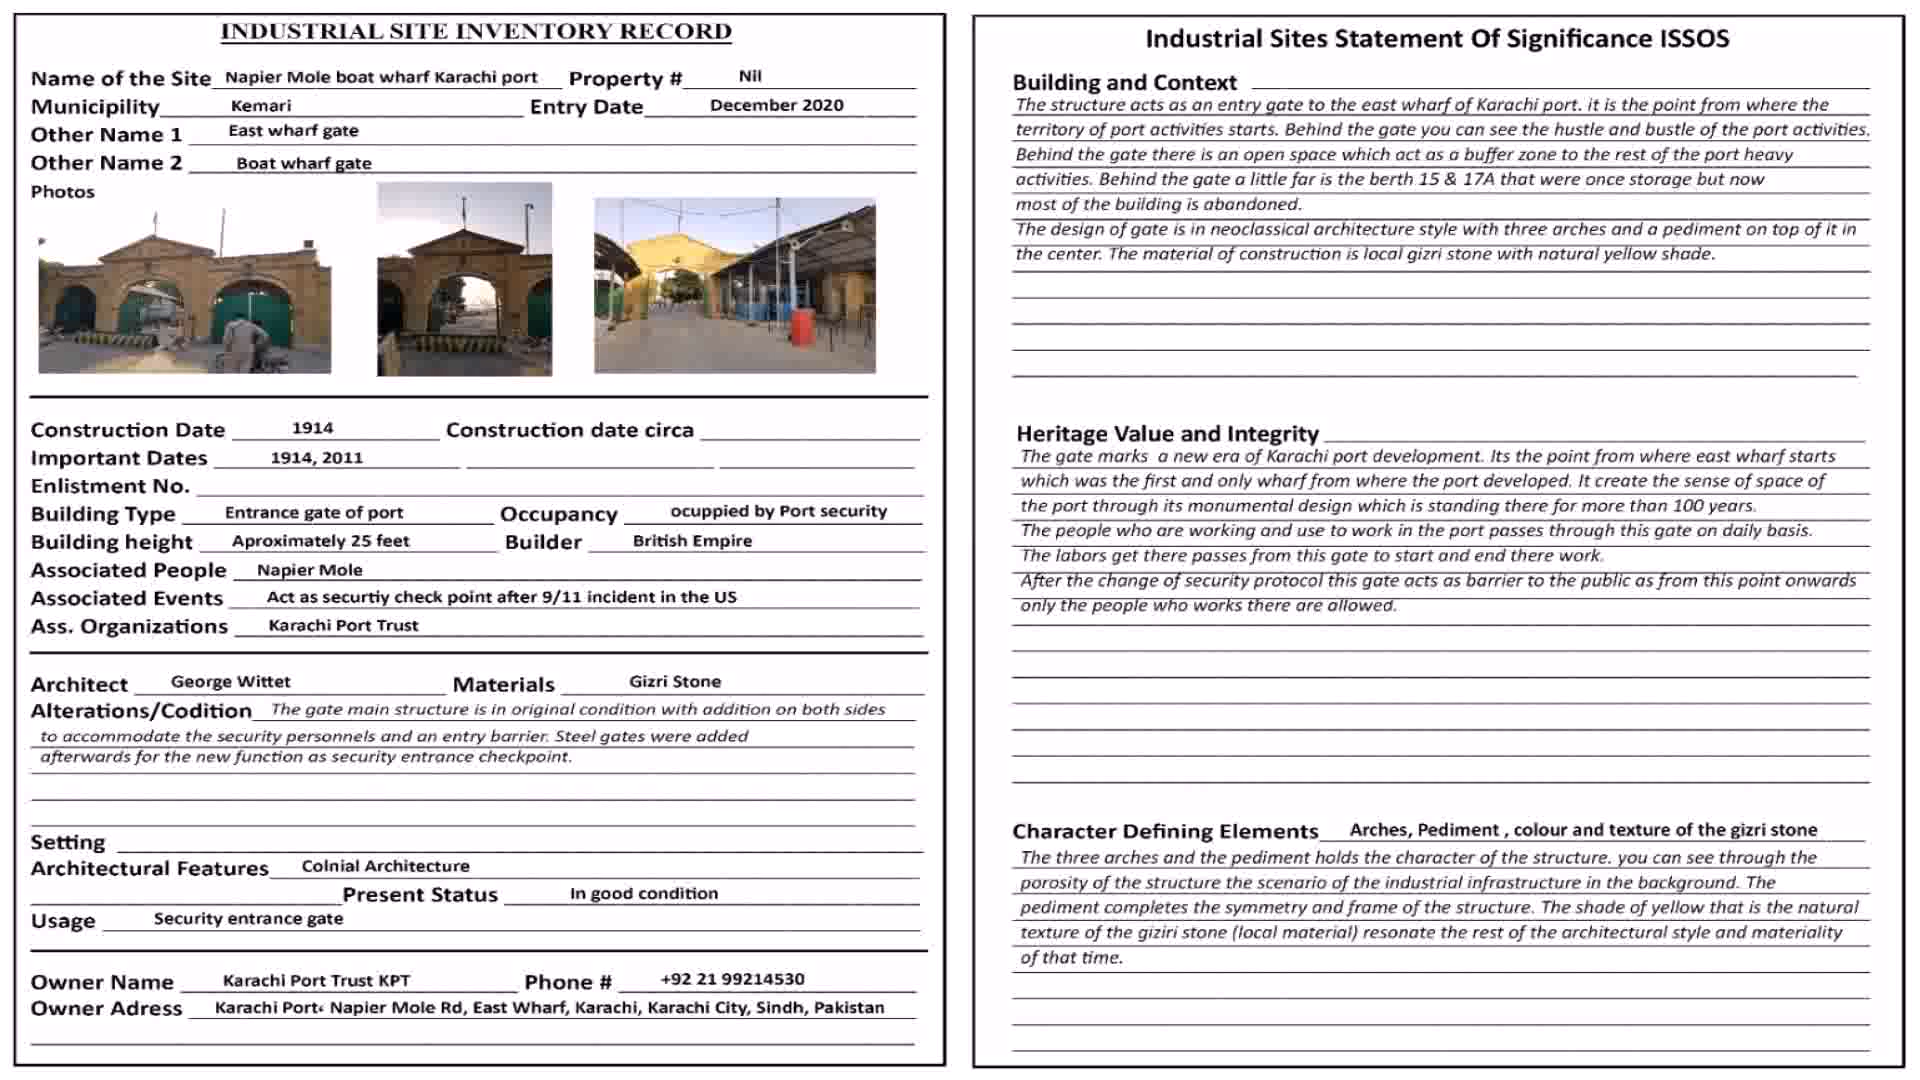 INDUSTRIAL SITE INVENTORY RECORD
Name of the Site Napier Mole boat wharf Karachi port Property # Nil
Municipality Kemari Entry Date December 2020
Other Name 1 East wharf gate
Other Name 2 Boat wharf gate
Photos
Construction Date 1914 Construction date circa
Important Dates 1914, 2011
Enlistment No.
Building Type Entrance gate of port Occupancy ocuppied by Port security
Building height Aproximately 25 feet Builder British Empire
Associated People Napier Mole
Associated Events Act as securtiy check point after 9/11 incident in the US
Ass. Organizations Karachi Port Trust
Architect George Wittet Materials Gizri Stone
Alterations/Codition The gate main structure is in original condition with addition on both sides
to accommodate the security personnels and an entry barrier. Steel gates were added
afterwards for the new function as security entrance checkpoint.
Setting
Architectural Features Colnial Architecture
Present Status In good condition
Usage Security entrance gate
Owner Name Karachi Port Trust KPT Phone # +92 21 99214530
Owner Adress Karachi Port، Napier Mole Rd, East Wharf, Karachi, Karachi City, Sindh, Pakistan
Industrial Sites Statement Of Significance ISSOS
Building and Context
The structure acts as an entry gate to the east wharf of Karachi port. it is the point from where the
territory of port activities starts. Behind the gate you can see the hustle and bustle of the port activities.
Behind the gate there is an open space which act as a buffer zone to the rest of the port heavy
activities. Behind the gate a little far is the berth 15 & 17A that were once storage but now
most of the building is abandoned.
The design of gate is in neoclassical architecture style with three arches and a pediment on top of it in
the center. The material of construction is local gizri stone with natural yellow shade.
Heritage Value and Integrity
The gate marks a new era of Karachi port development. Its the point from where east wharf starts
which was the first and only wharf from where the port developed. It create the sense of space of
the port through its monumental design which is standing there for more than 100 years.
The people who are working and use to work in the port passes through this gate on daily basis.
The labors get there passes from this gate to start and end there work.
After the change of security protocol this gate acts as barrier to the public as from this point onwards
only the people who works there are allowed.
Character Defining Elements Arches, Pediment , colour and texture of the gizri stone
The three arches and the pediment holds the character of the structure. you can see through the
porosity of the structure the scenario of the industrial infrastructure in the background. The
pediment completes the symmetry and frame of the structure. The shade of yellow that is the natural
texture of the giziri stone (local material) resonate the rest of the architectural style and materiality
of that time.